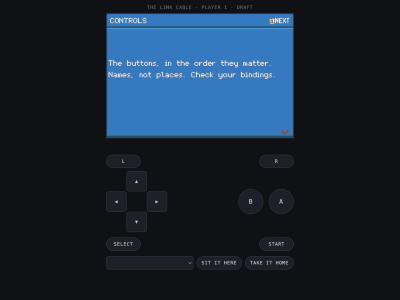 THE LINK CABLE · PLAYER 1 · DRAFT
CONTROLS
NEXT
The buttons, in the order they matter.
Names, not places. Check your bindings.
L
R
B
A
SELECT
START
SIT IT HERE
TAKE IT HOME